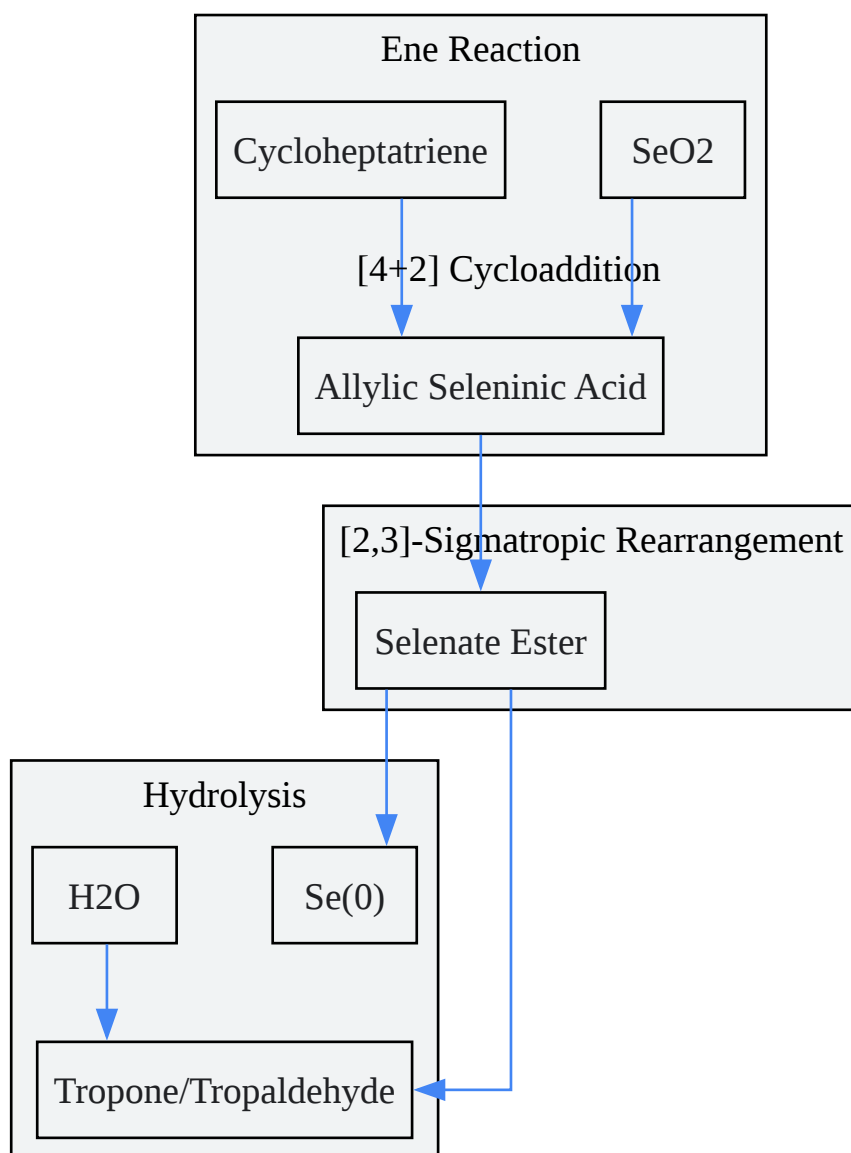 Ene Reaction
Cycloheptatriene
SeO2
[4+2] Cycloaddition
Allylic Seleninic Acid
[2,3]-Sigmatropic Rearrangement
Selenate Ester
Hydrolysis
H2O
Se(0)
Tropone/Tropaldehyde